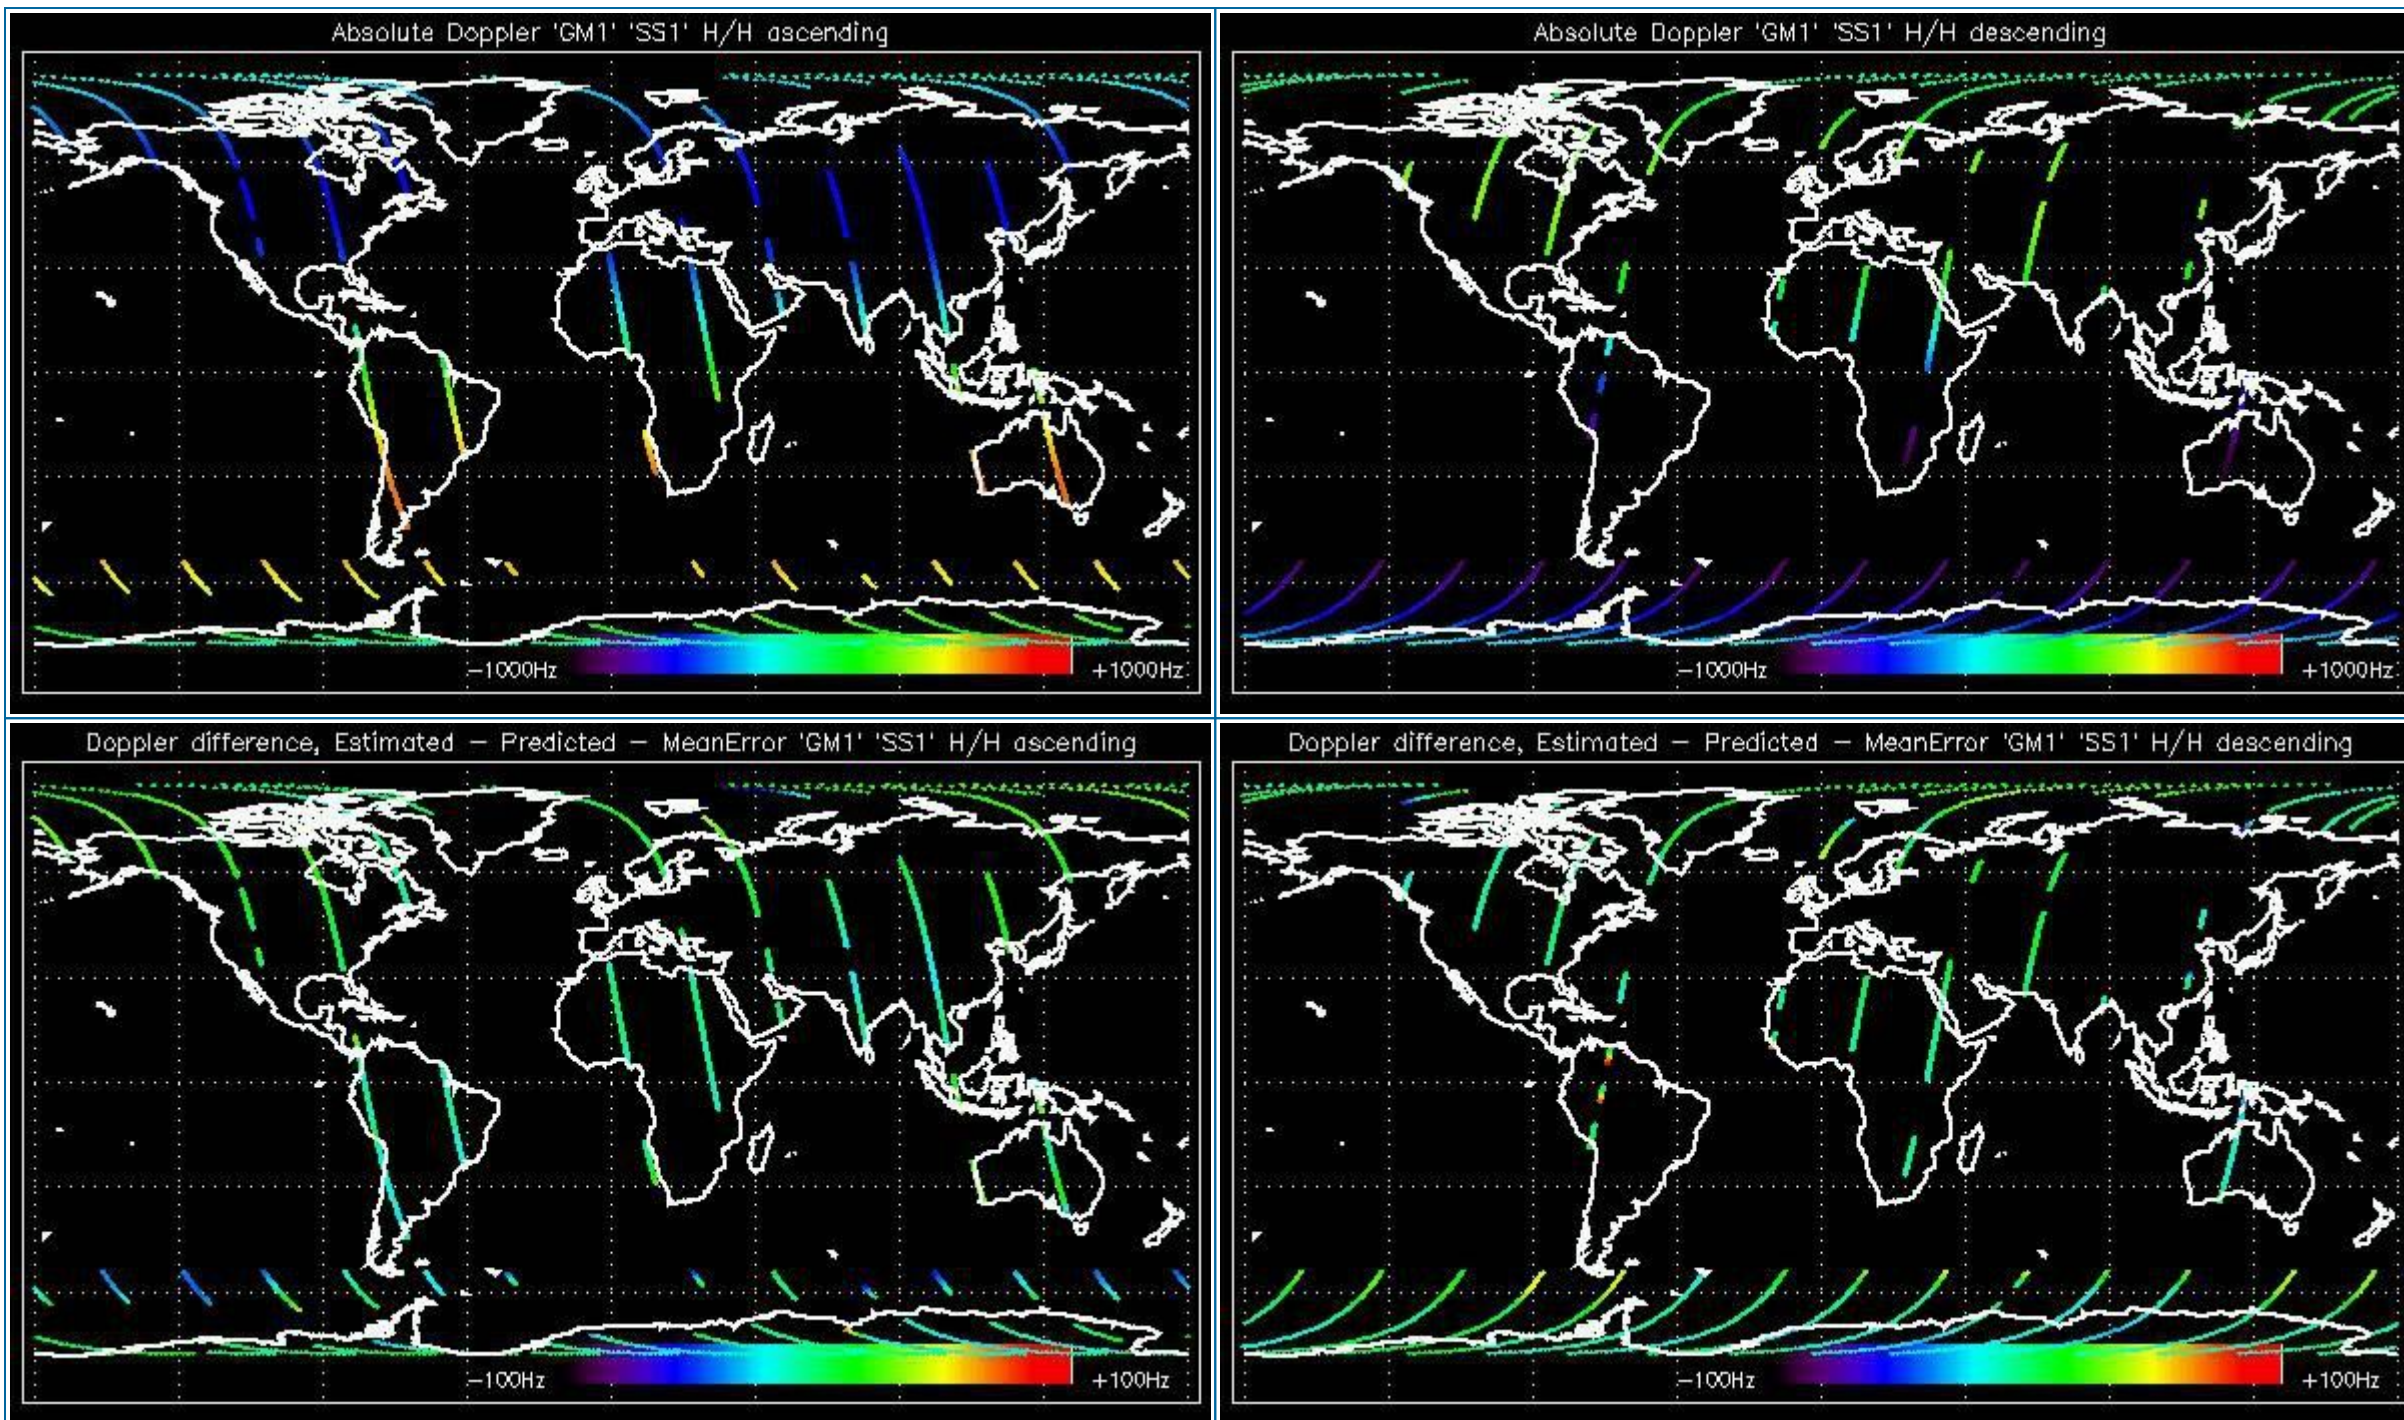 Absolute Doppler 'GM1' 'SS1' H/H ascending
−1000Hz
+1000Hz
Absolute Doppler 'GM1' 'SS1' H/H descending
−1000Hz
+1000Hz
Doppler difference, Estimated − Predicted − MeanError 'GM1' 'SS1' H/H ascending
−100Hz
+100Hz
Doppler difference, Estimated − Predicted − MeanError 'GM1' 'SS1' H/H descending
−100Hz
+100Hz